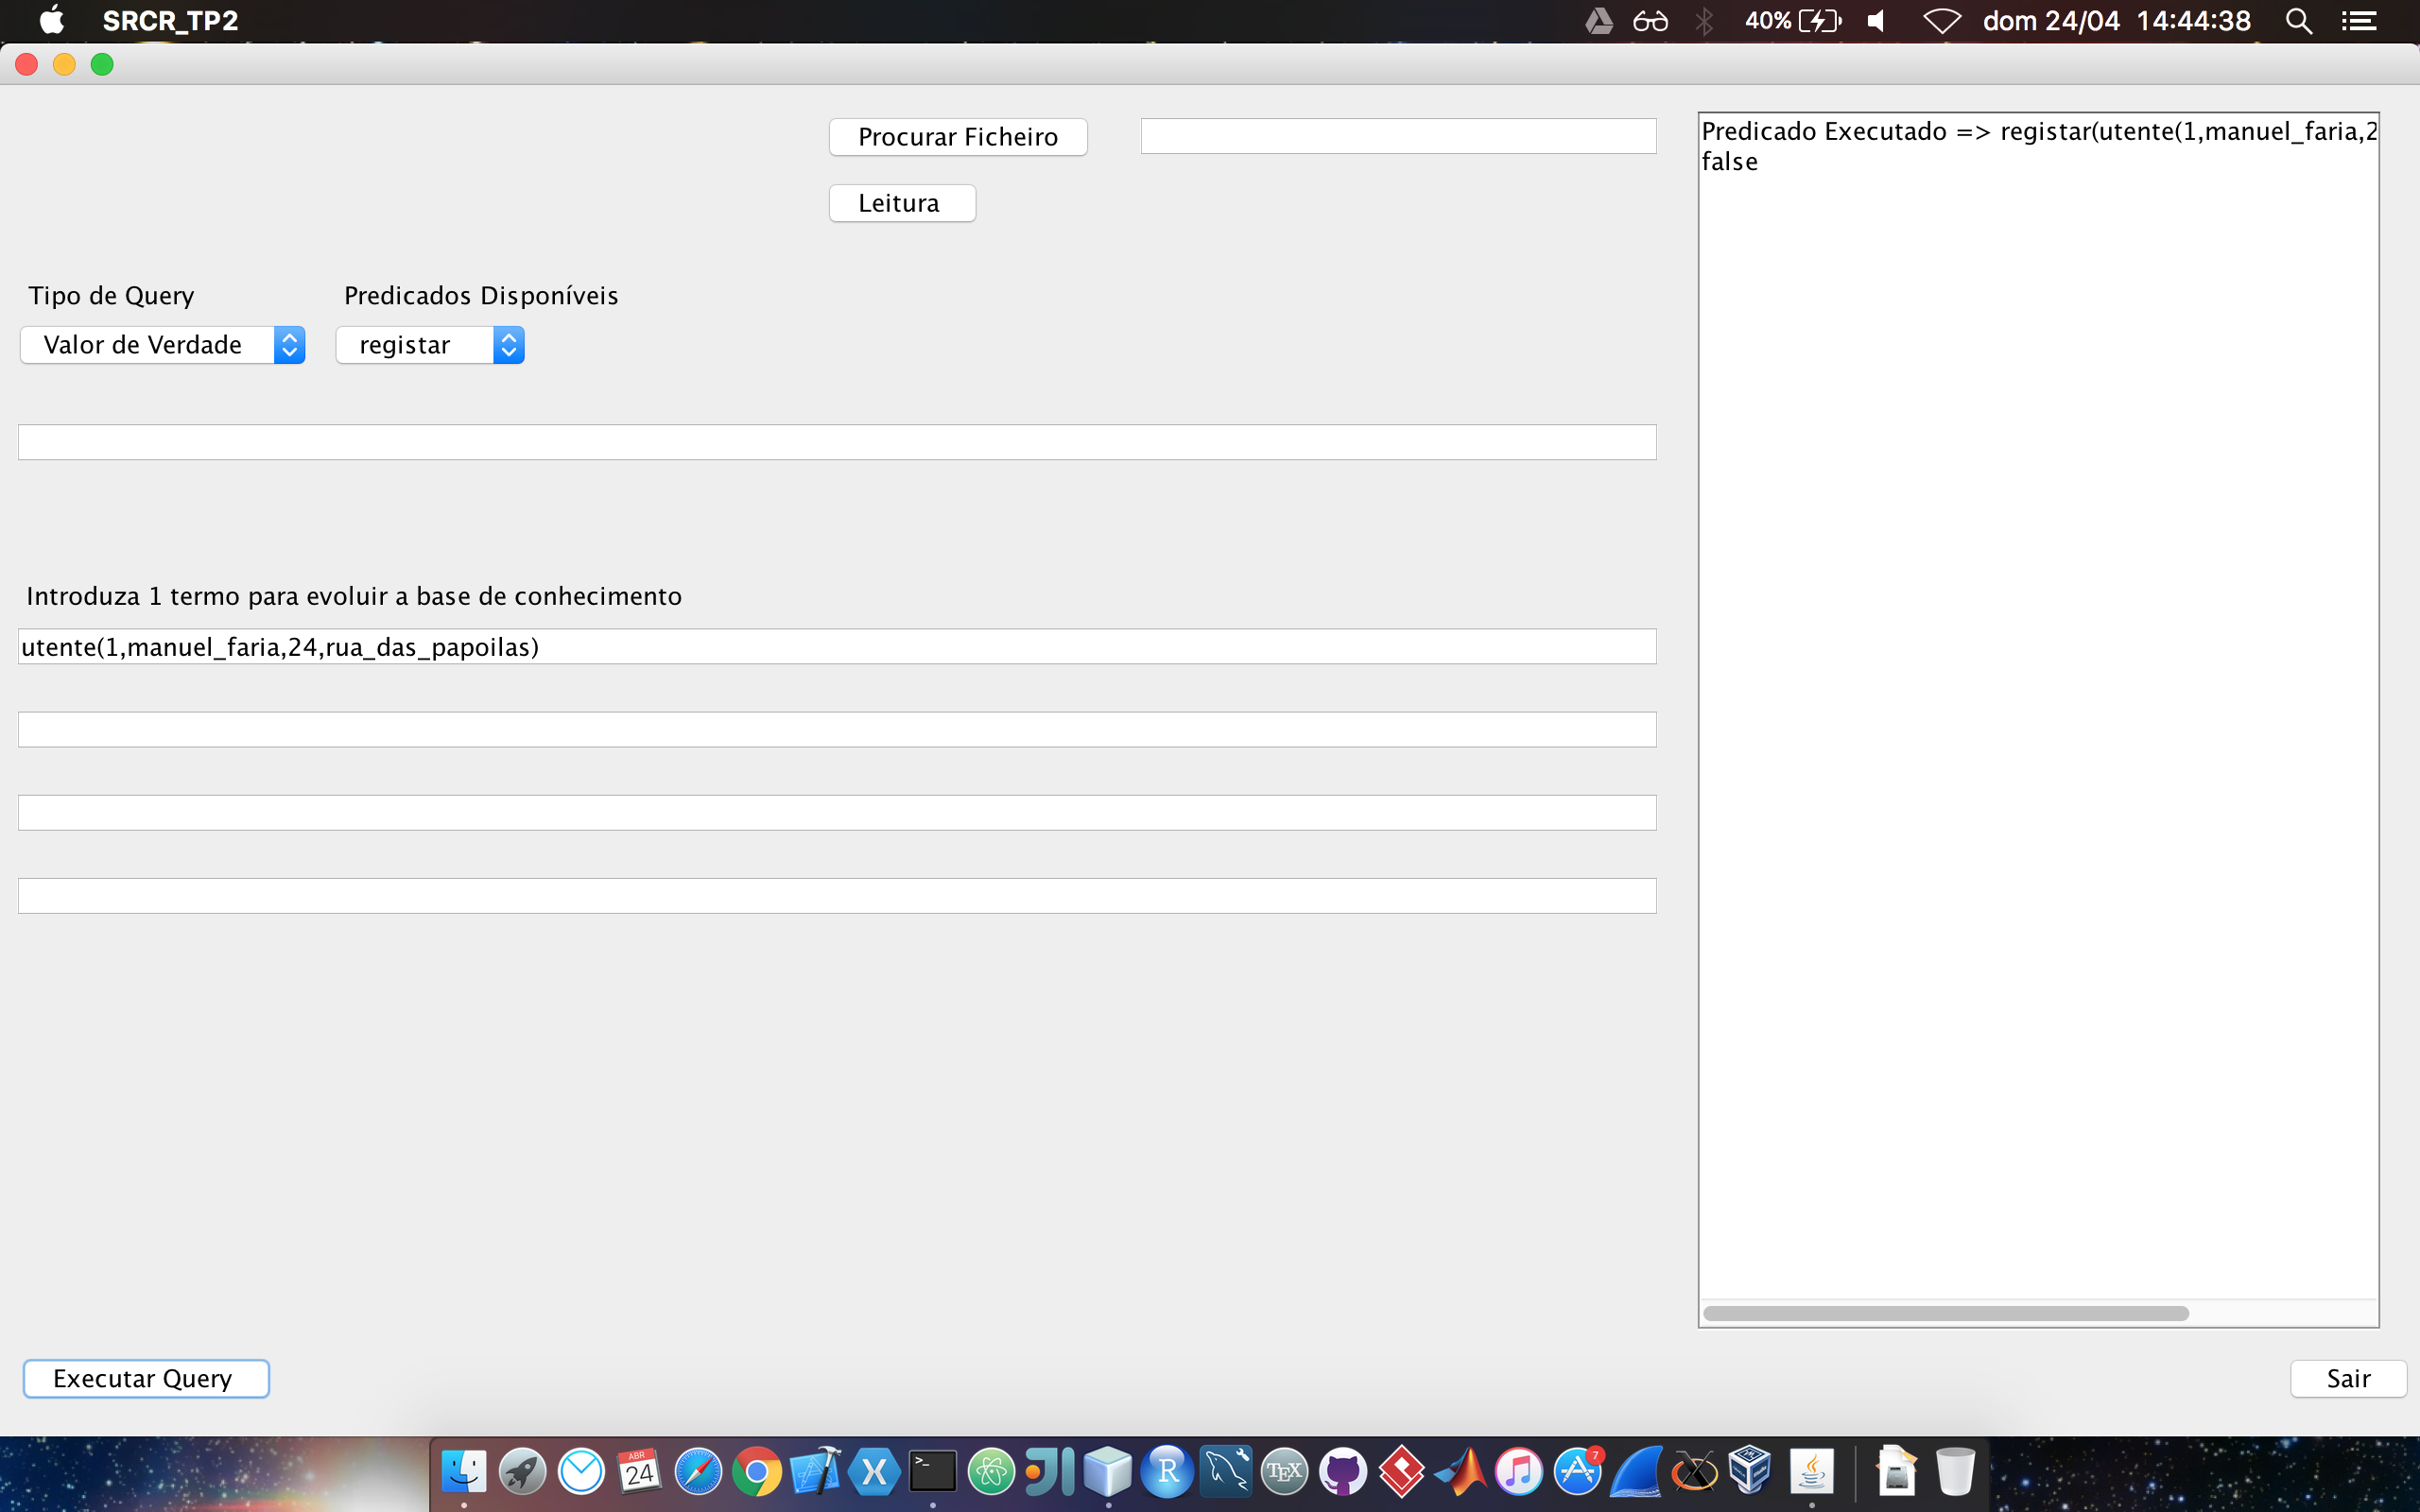 SRCR_TP2
40%
dom 24/04 14:44:38
Procurar Ficheiro
Leitura
Predicado Executado => registar(utente(1,manuel_faria,2
false
Tipo de Query
Predicados Disponíveis
Valor de Verdade
registar
Introduza 1 termo para evoluir a base de conhecimento
utente(1,manuel_faria,24,rua_das_papoilas)
Executar Query
Sair
ABR
24
X
>_
R
TEX
7